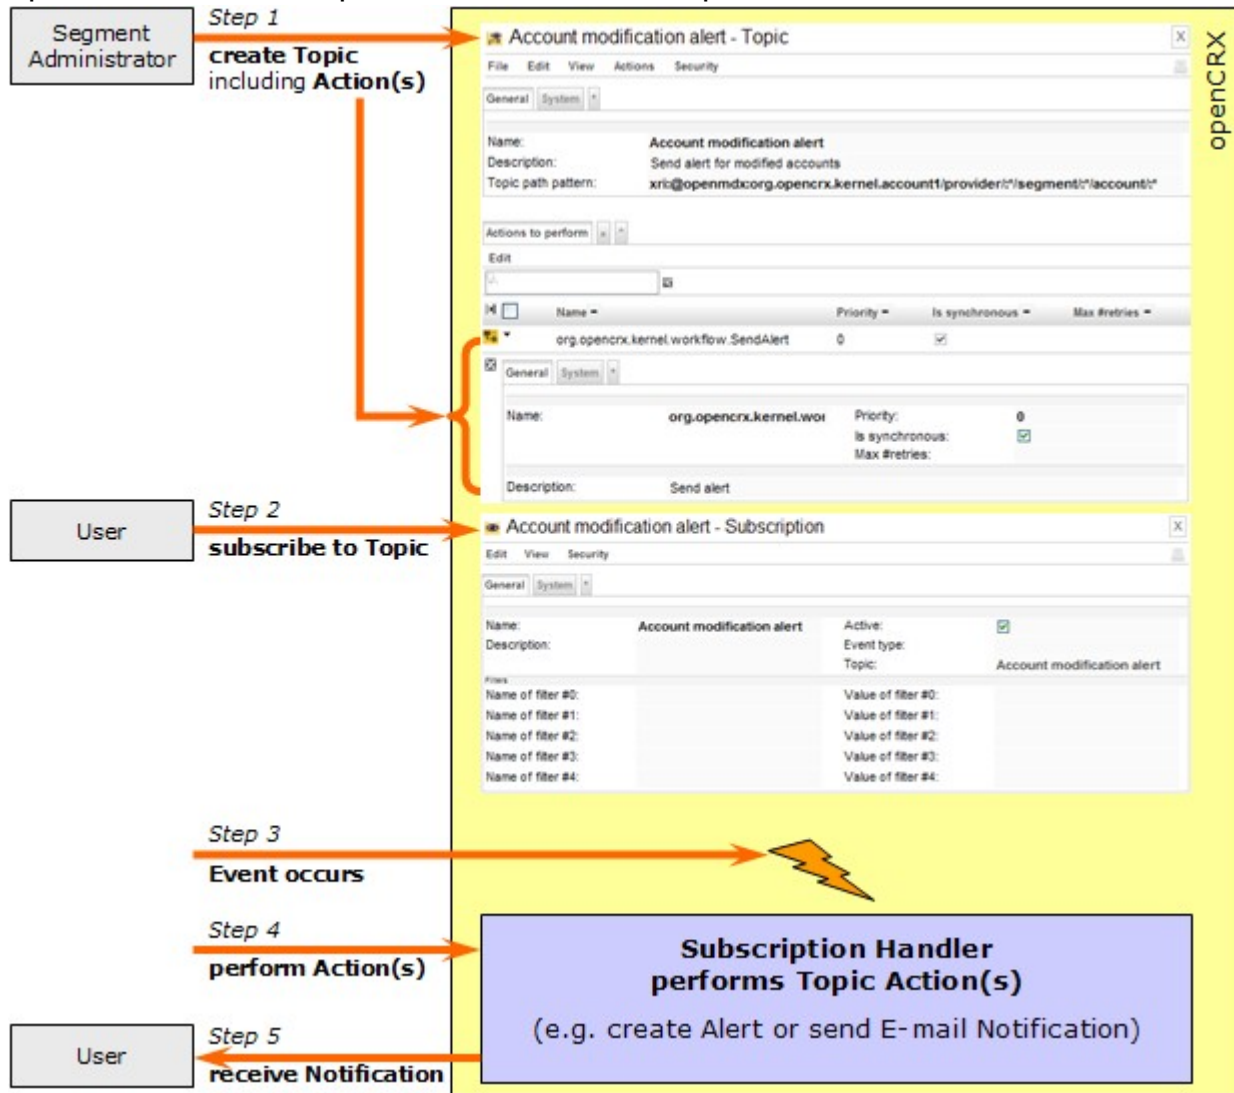 Segment
Administrator
Step 1
create Topic
including Action(s)
openCRX
Account modification alert - Topic
X
File Edit View Actions Security
General System *
Name: Account modification alert
Description: Send alert for modified accounts
Topic path pattern: xri:@openmdx:org.opencrx.kernel.account1/provider/:*/segment/:*/account/:*
Actions to perform » *
Edit
Name Priority Is synchronous Max #retries
org.opencrx.kernel.workflow.SendAlert 0
General System *
Name: org.opencrx.kernel.wor Priority: 0
Is synchronous:
Max #retries:
Description: Send alert
User
Step 2
subscribe to Topic
Account modification alert - Subscription
X
Edit View Security
General System *
Name: Account modification alert Active:
Description: Event type:
Topic: Account modification alert
Filters
Name of filter #0: Value of filter #0:
Name of filter #1: Value of filter #1:
Name of filter #2: Value of filter #2:
Name of filter #3: Value of filter #3:
Name of filter #4: Value of filter #4:
Step 3
Event occurs
Step 4
perform Action(s)
Subscription Handler
performs Topic Action(s)
(e.g. create Alert or send E-mail Notification)
User
Step 5
receive Notification